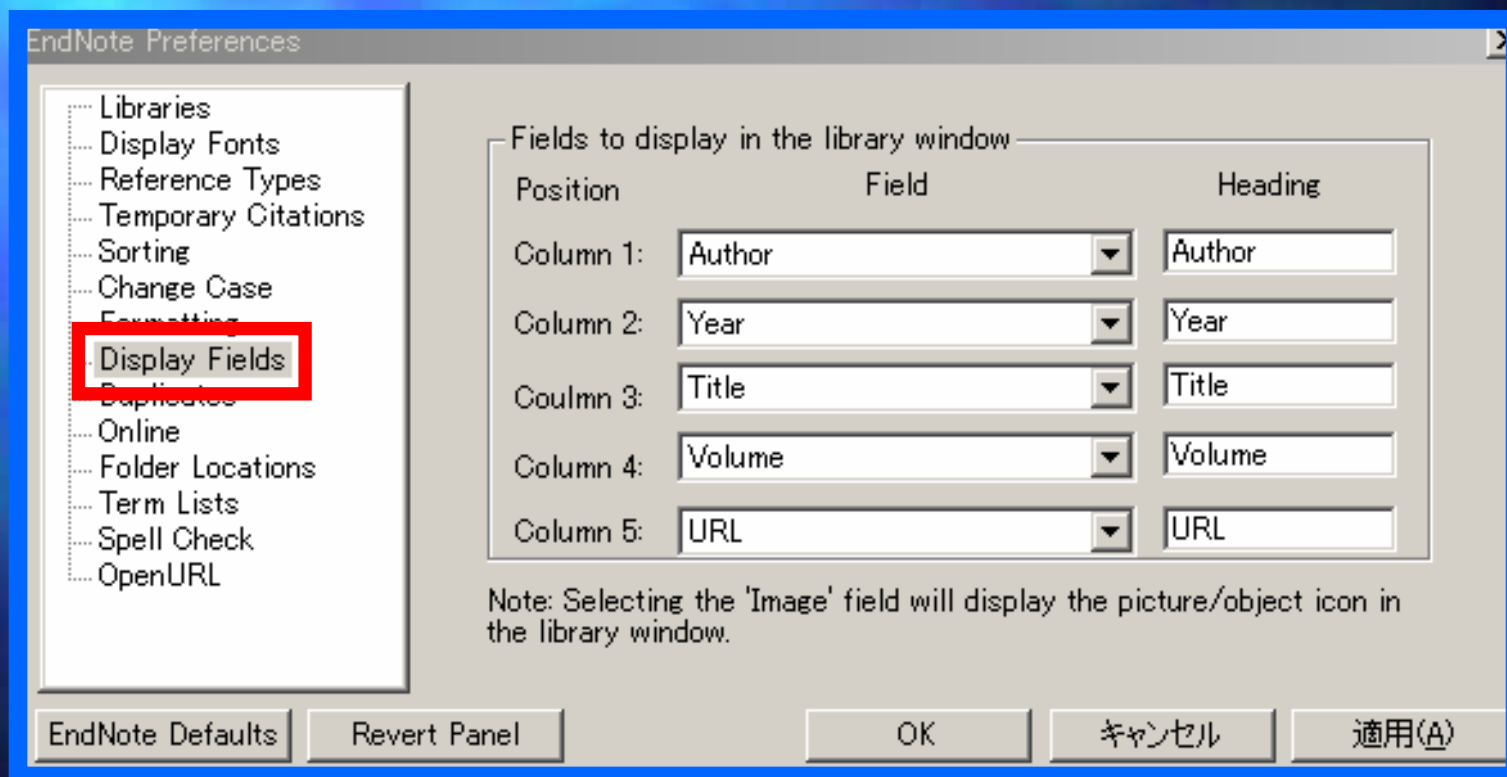 EndNote Preferences
Libraries
Display Fonts
Reference Types
Temporary Citations
Sorting
Change Case
Formatting
Display Fields
Duplicates
Online
Folder Locations
Term Lists
Spell Check
OpenURL
Fields to display in the library window
Position Field Heading
Column 1: Author Author
Column 2: Year Year
Coulmn 3: Title Title
Column 4: Volume Volume
Column 5: URL URL
Note: Selecting the 'Image' field will display the picture/object icon in
the library window.
EndNote Defaults Revert Panel OK キャンセル 適用(A)